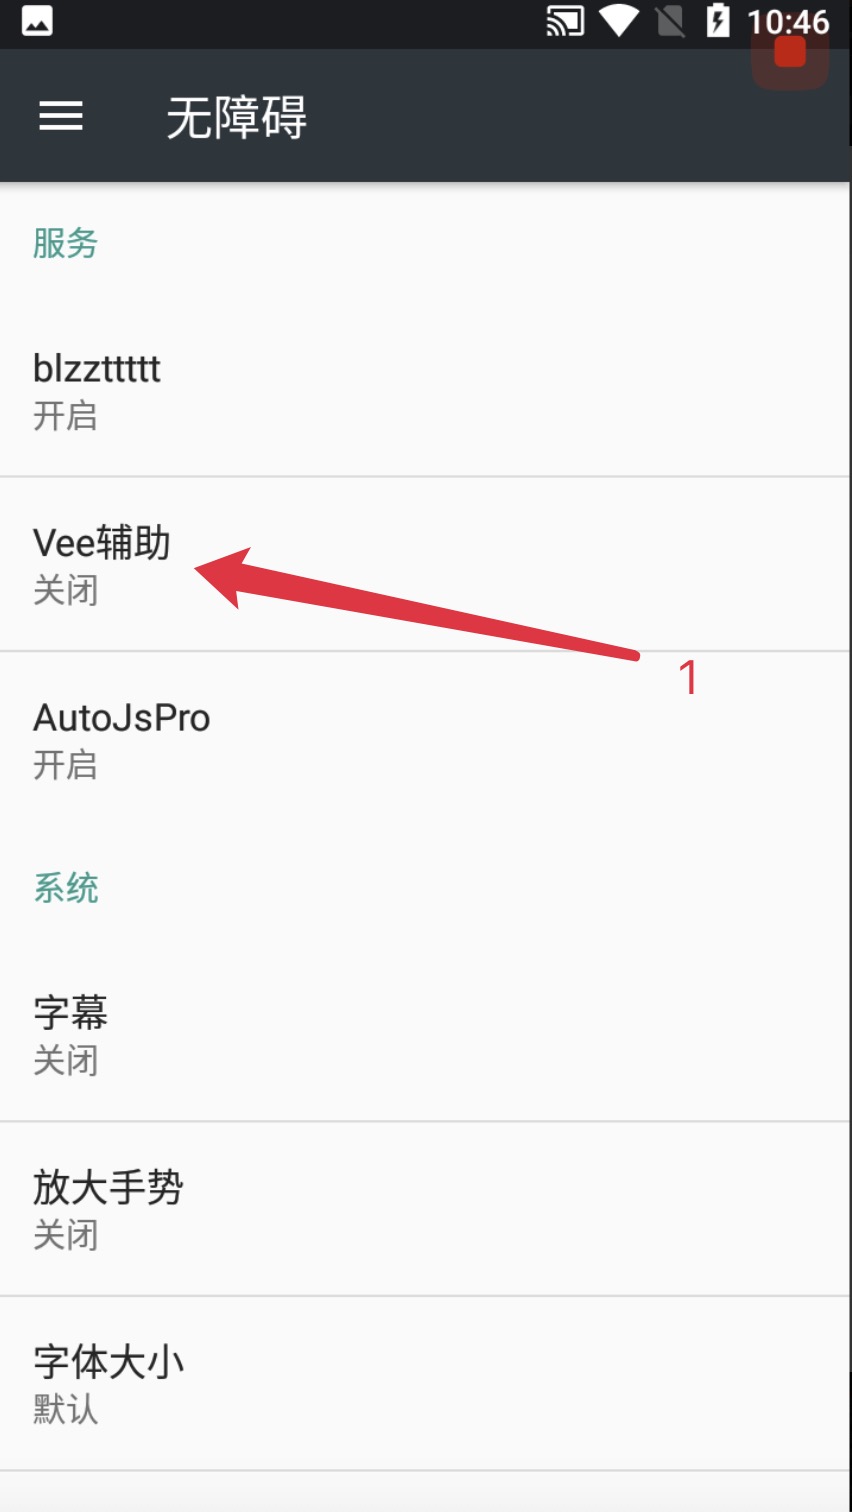 10:46
无障碍
服务
blzzttttt
开启
Vee辅助
关闭
1
AutoJsPro
开启
系统
字幕
关闭
放大手势
关闭
字体大小
默认